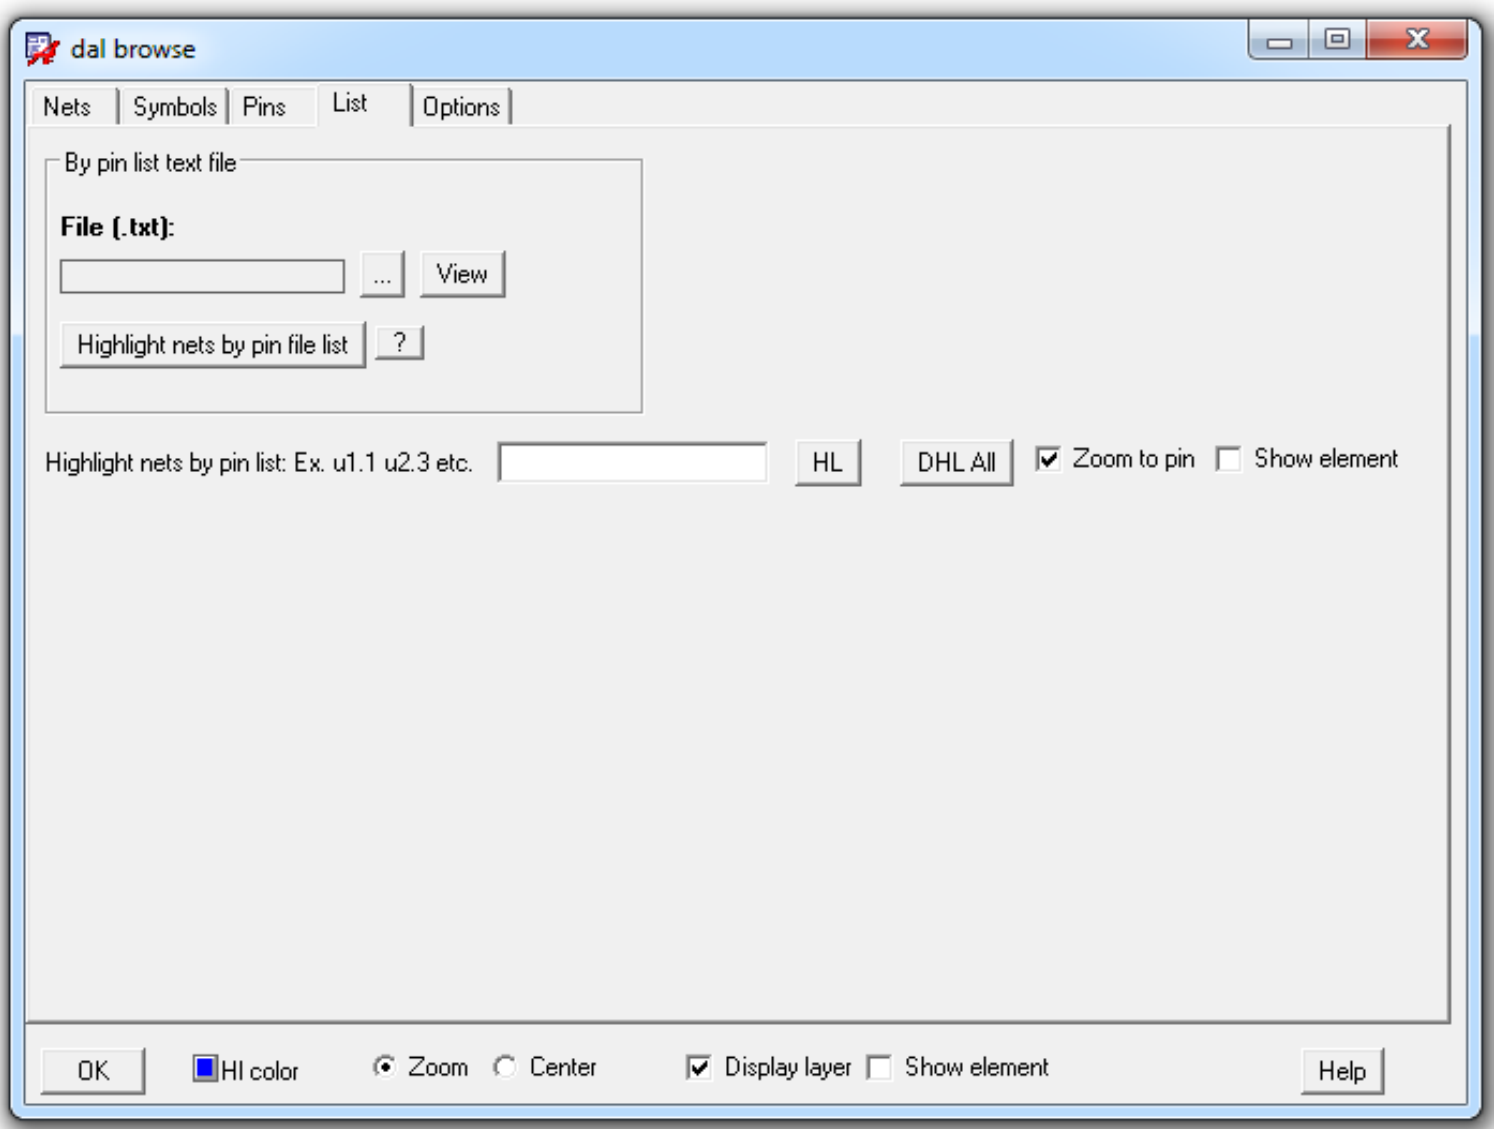 dal browse
Nets Symbols Pins List Options
By pin list text file
File (.txt):
... View
Highlight nets by pin file list ?
Highlight nets by pin list: Ex. u1.1 u2.3 etc. HL DHL All Zoom to pin Show element
OK HI color Zoom Center Display layer Show element Help